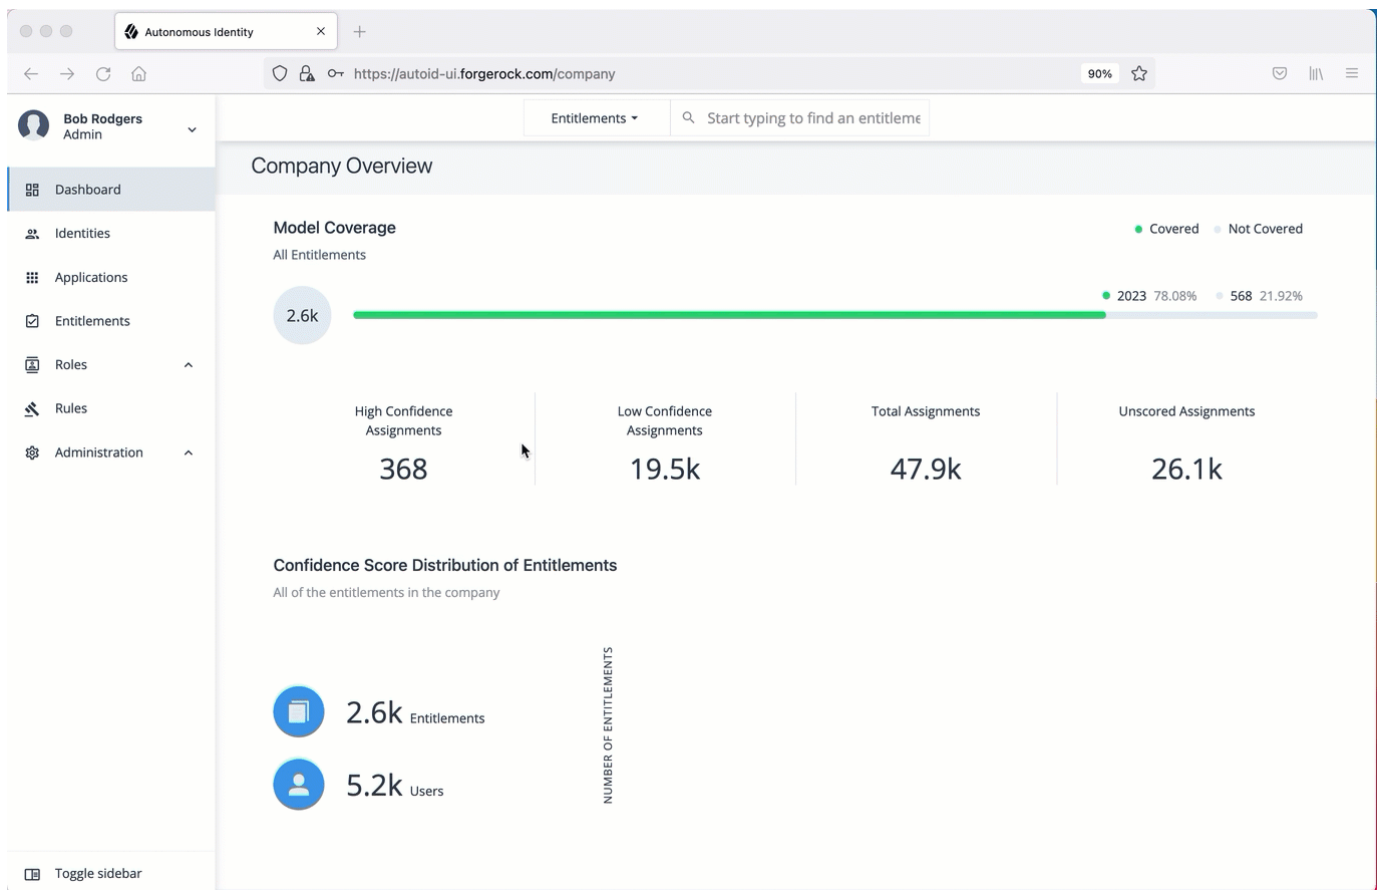 Autonomous Identity
https://autoid-ui.forgerock.com/company
90%
Bob Rodgers
Admin
Entitlements
Start typing to find an entitleme
Company Overview
Dashboard
Identities
Applications
Entitlements
Roles
Rules
Administration
Toggle sidebar
Model Coverage
Covered
Not Covered
All Entitlements
2023 78.08%
568 21.92%
2.6k
High Confidence
Assignments
368
Low Confidence
Assignments
19.5k
Total Assignments
47.9k
Unscored Assignments
26.1k
Confidence Score Distribution of Entitlements
All of the entitlements in the company
2.6k Entitlements
5.2k Users
NUMBER OF ENTITLEMENTS